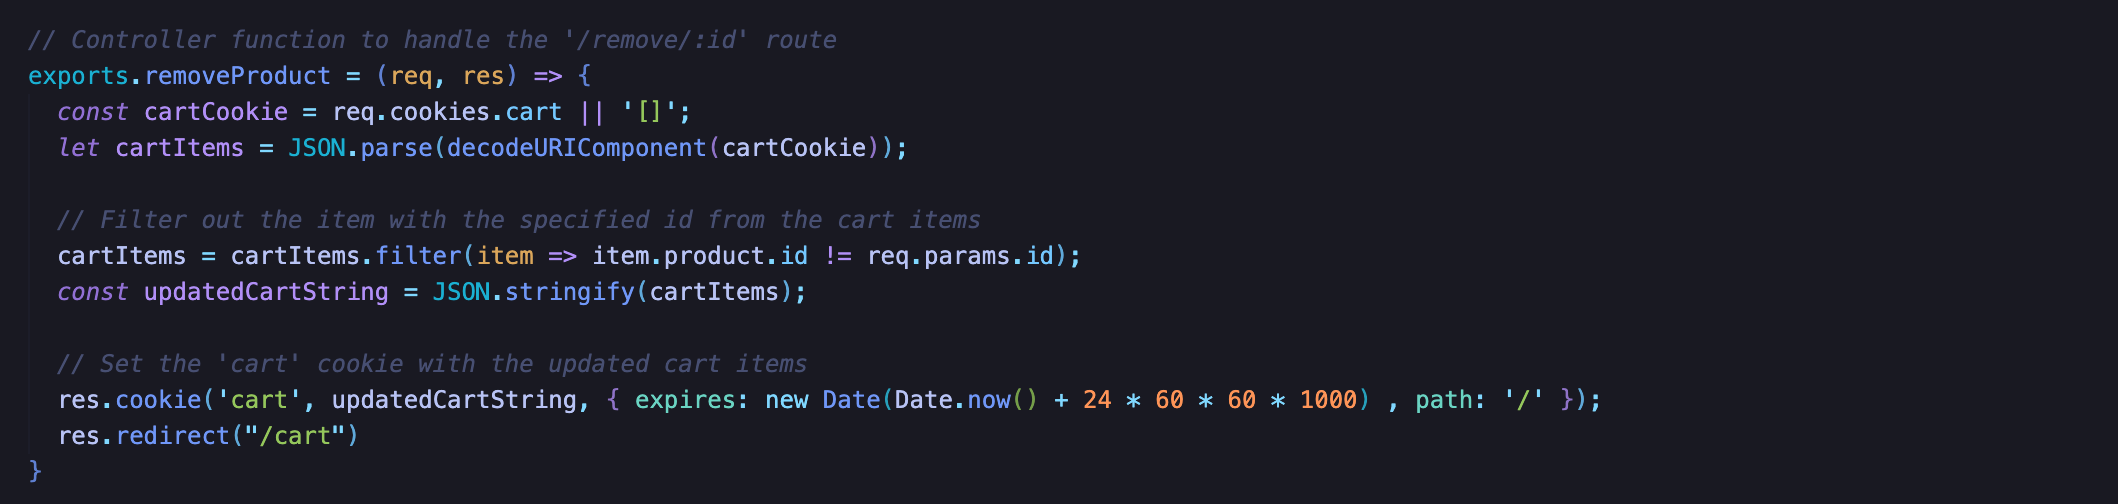 // Controller function to handle the '/remove/:id' route
exports.removeProduct = (req, res) => {
  const cartCookie = req.cookies.cart || '[]';
  let cartItems = JSON.parse(decodeURIComponent(cartCookie));

  // Filter out the item with the specified id from the cart items
  cartItems = cartItems.filter(item => item.product.id != req.params.id);
  const updatedCartString = JSON.stringify(cartItems);

  // Set the 'cart' cookie with the updated cart items
  res.cookie('cart', updatedCartString, { expires: new Date(Date.now() + 24 * 60 * 60 * 1000) , path: '/' });
  res.redirect("/cart")
}